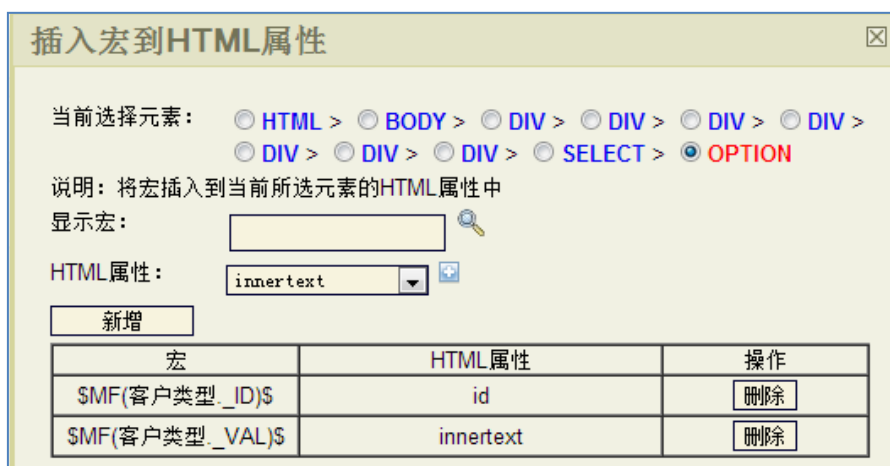 插入宏到HTML属性
当前选择元素： HTML > BODY > DIV > DIV > DIV > DIV >
DIV > DIV > DIV > SELECT > OPTION
说明：将宏插入到当前所选元素的HTML属性中
显示宏：
HTML属性： innertext
新增
宏 HTML属性 操作
$MF(客户类型._ID)$ id 删除
$MF(客户类型._VAL)$ innertext 删除